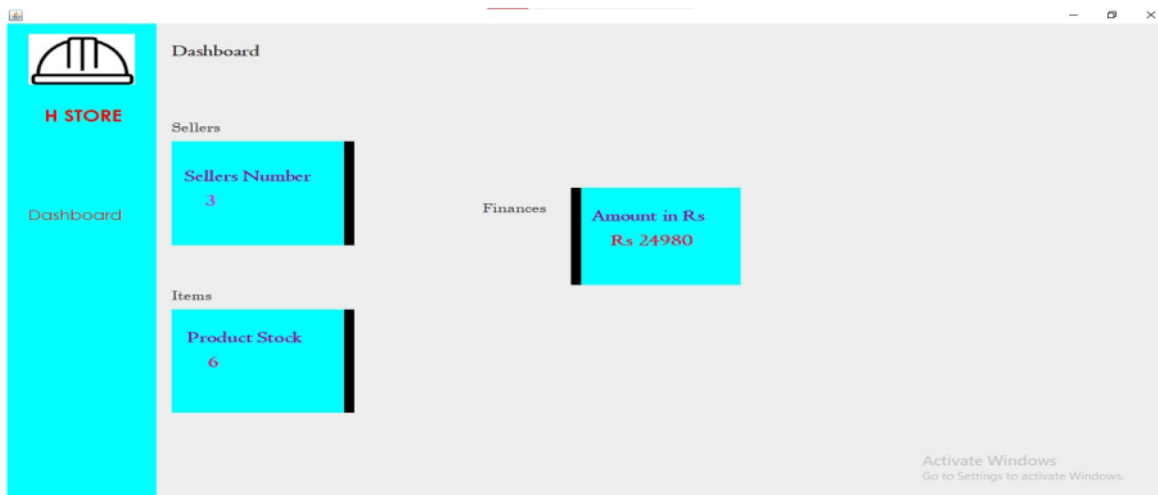 Dashboard
H STORE
Dashboard
Sellers
Sellers Number
3
Finances
Amount in Rs
Rs 24980
Items
Product Stock
6
Activate Windows
Go to Settings to activate Windows.